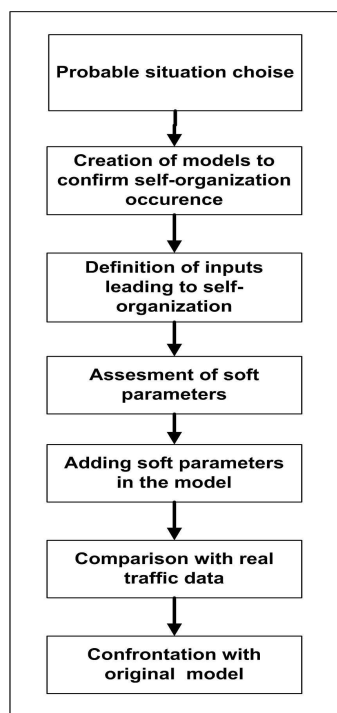 Probable situation choise
Creation of models to
confirm self-organization
occurence
Definition of inputs
leading to self-
organization
Assesment of soft
parameters
Adding soft parameters
in the model
Comparison with real
traffic data
Confrontation with
original model